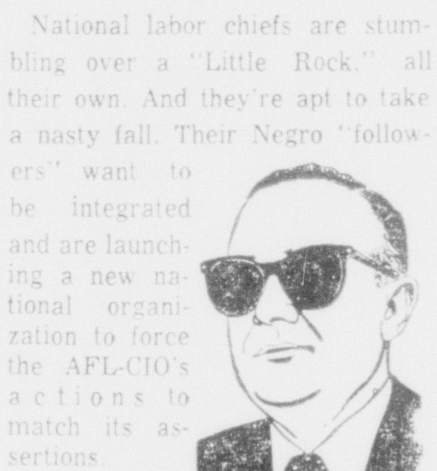 National labor chiefs are stum-
bling over a "Little Rock," all
their own. And they're apt to take
a nasty fall. Their Negro "follow-
ers" want to
be integrated
and are launch-
ing a new na-
tional organi-
zation to force
the AFL-CIO's
actions to
match its as-
sertions.